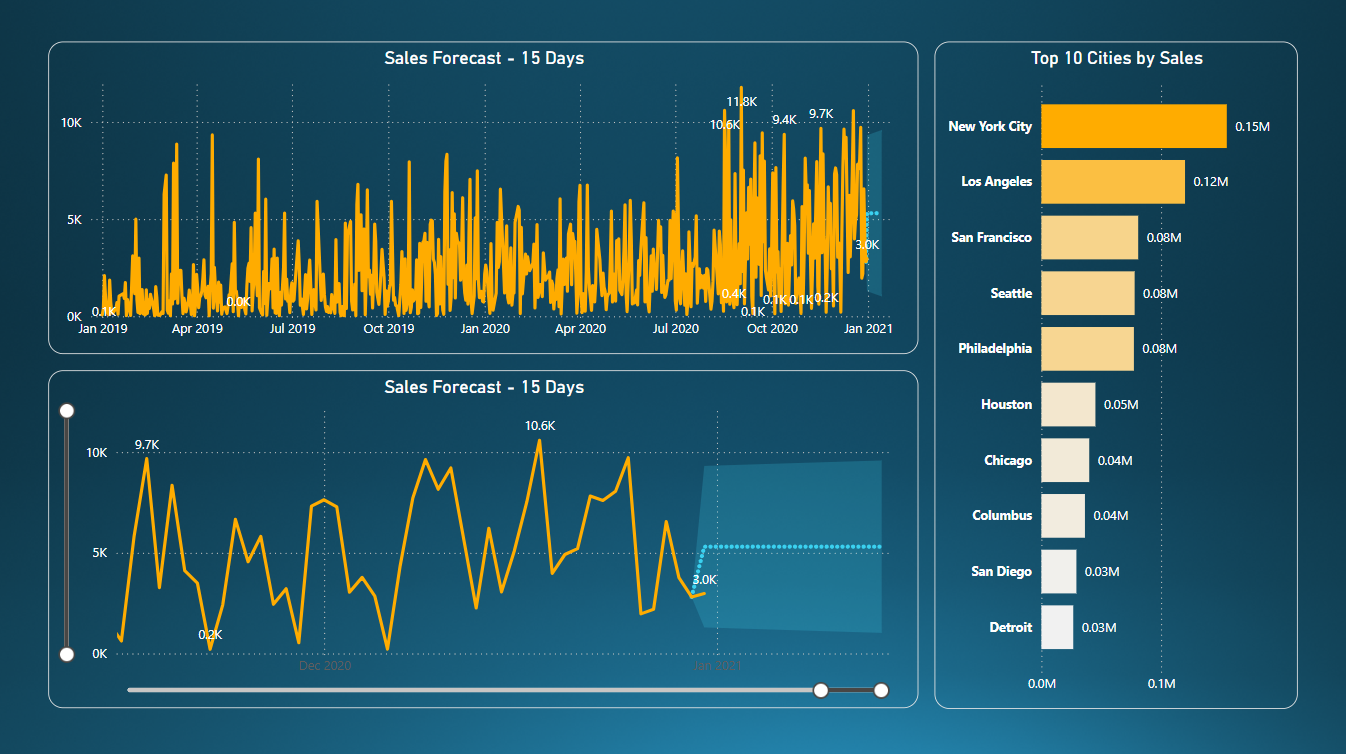 Sales Forecast - 15 Days
10K
5K
0K
11.8K
10.6K
9.4K
9.7K
3.0K
0.1K
0.0K
0.4K
0.1K
0.1K
0.1K
0.2K
Jan 2019
Apr 2019
Jul 2019
Oct 2019
Jan 2020
Apr 2020
Jul 2020
Oct 2020
Jan 2021
Sales Forecast - 15 Days
10K
5K
0K
9.7K
10.6K
0.2K
3.0K
Dec 2020
Jan 2021
Top 10 Cities by Sales
New York City 0.15M
Los Angeles 0.12M
San Francisco 0.08M
Seattle 0.08M
Philadelphia 0.08M
Houston 0.05M
Chicago 0.04M
Columbus 0.04M
San Diego 0.03M
Detroit 0.03M
0.0M 0.1M